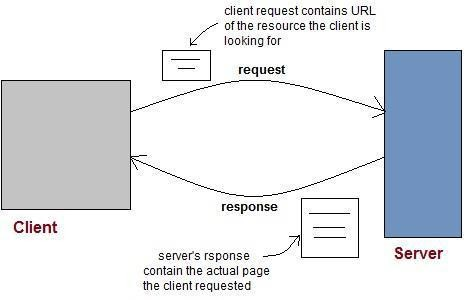 client request contains URL
of the resource the client is
looking for
request
response
Client
Server
server's rsponse
contain the actual page
the client requested